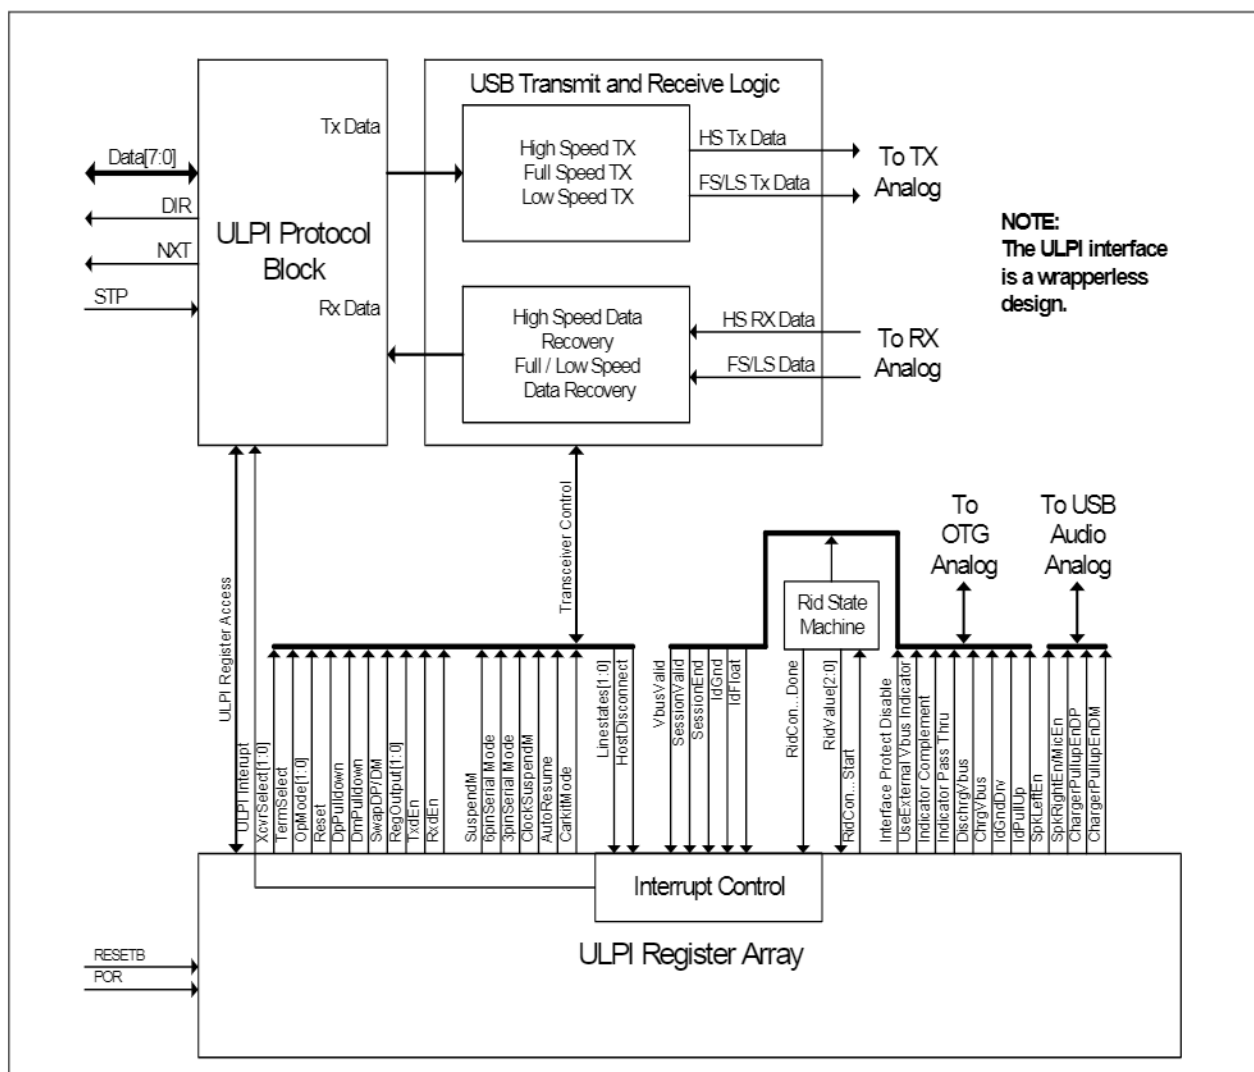 USB Transmit and Receive Logic
Tx Data
High Speed TX
Full Speed TX
Low Speed TX
HS Tx Data
FS/LS Tx Data
To TX
Analog
Data[7:0]
DIR
NXT
STP
ULPI Protocol
Block
Rx Data
High Speed Data
Recovery
Full / Low Speed
Data Recovery
HS RX Data
FS/LS Data
To RX
Analog
NOTE:
The ULPI interface
is a wrapperless
design.
ULPI Register Access
ULPI Interupt
Transceiver Control
XcvrSelect[1:0]
TermSelect
OpMode[1:0]
Reset
DpPulldown
DmPulldown
SwapDP/DM
RegOutput[1:0]
TxdEn
RxdEn
SuspendM
6pinSerial Mode
3pinSerial Mode
ClockSuspendM
AutoResume
CarkitMode
Linestates[1:0]
HostDisconnect
VbusValid
SessionValid
SessionEnd
IdGnd
IdFloat
Rid State
Machine
RidCon...Done
RidValue[2:0]
RidCon...Start
To
OTG
Analog
To USB
Audio
Analog
Interface Protect Disable
UseExternal Vbus Indicator
Indicator Complement
Indicator Pass Thru
DischrgVbus
ChrgVbus
IdGndDrv
IdPullUp
SpkLeftEn
SpkRightEn/MicEn
ChargerPullupEnDP
ChargerPullupEnDM
Interrupt Control
ULPI Register Array
RESETB
POR